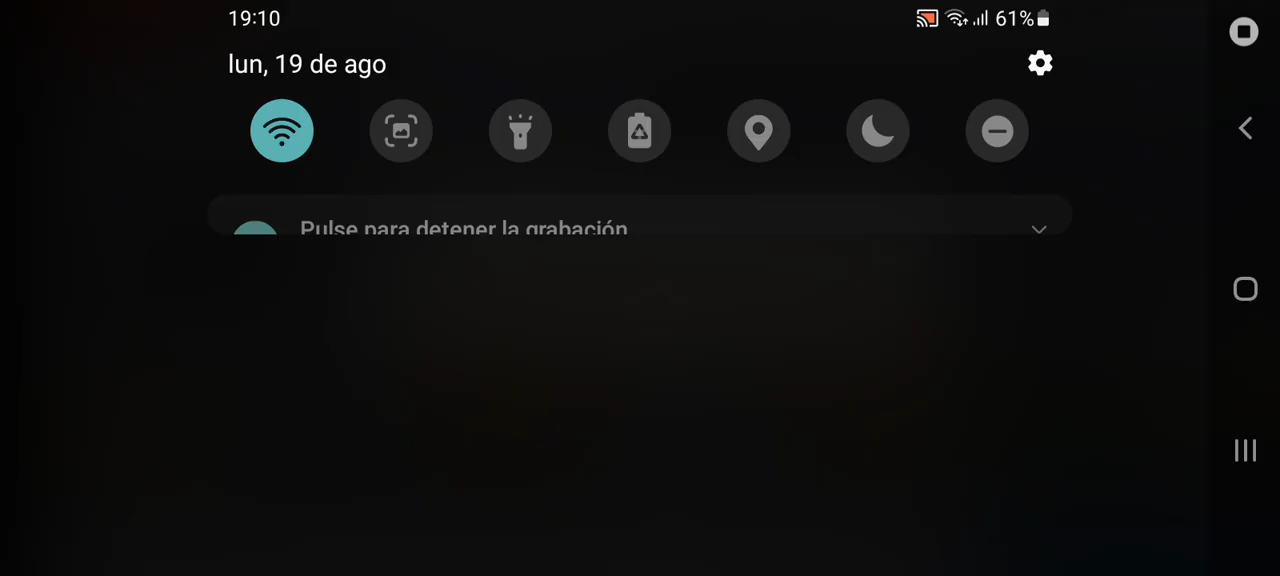 19:10
61%
lun, 19 de ago
Pulse para detener la grabación